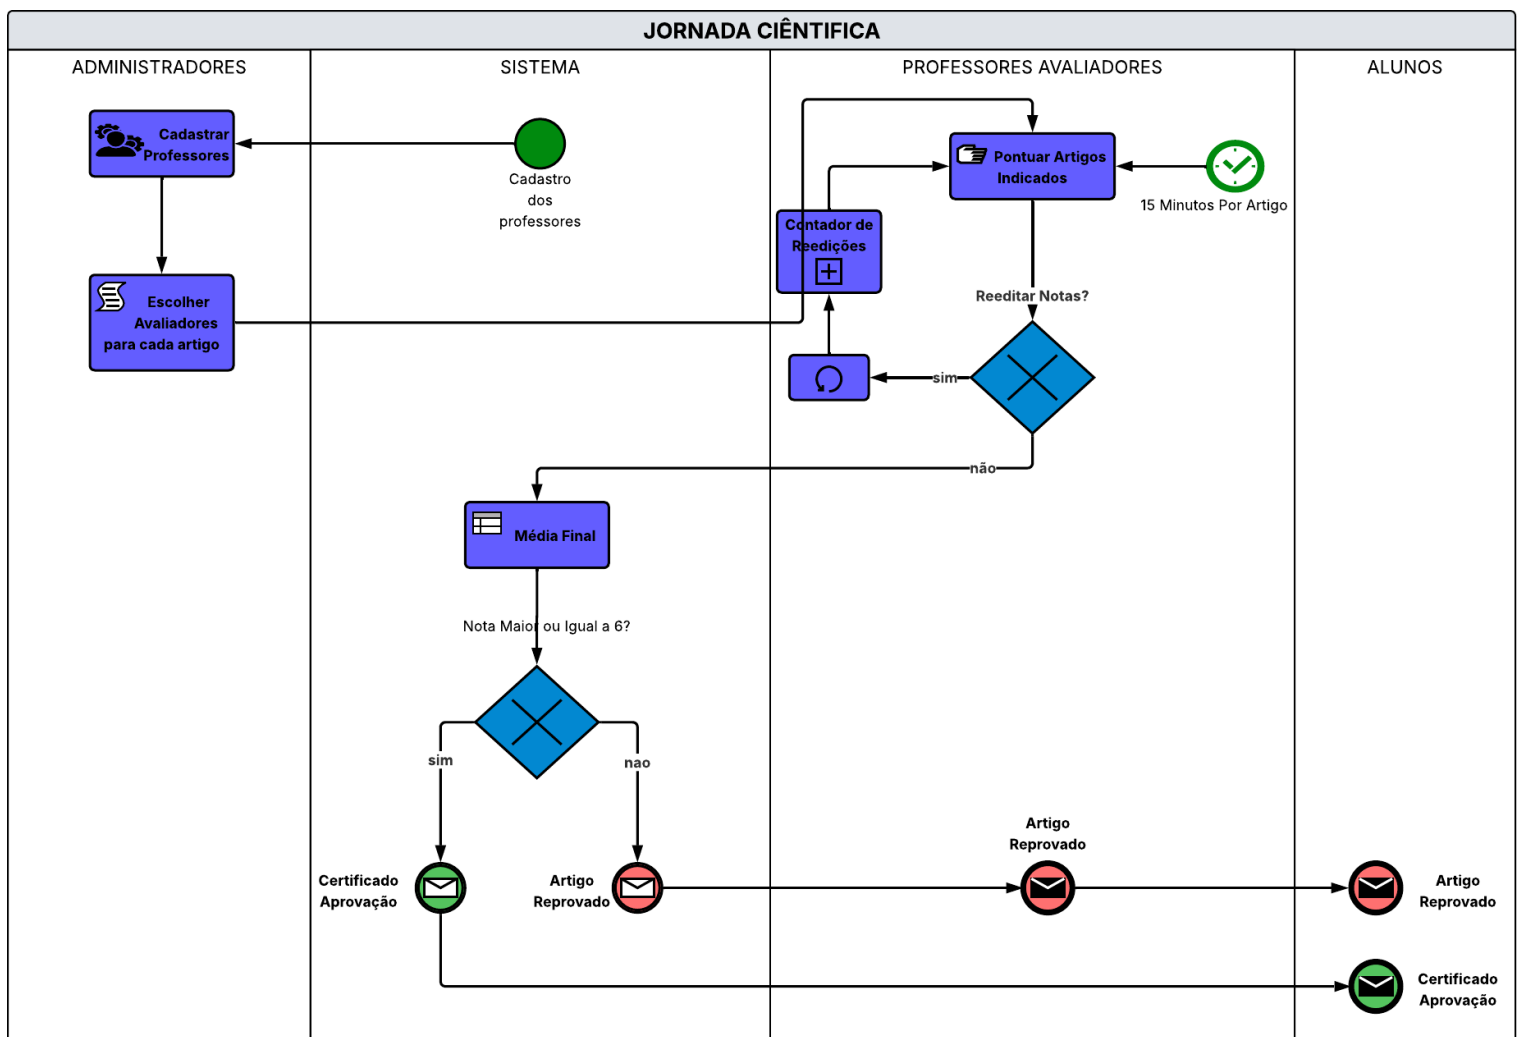 JORNADA CIÊNTIFICA
ADMINISTRADORES
SISTEMA
PROFESSORES AVALIADORES
ALUNOS
Cadastrar
Professores
Cadastro
dos
professores
Pontuar Artigos
Indicados
15 Minutos Por Artigo
Contador de
Reedições
Escolher
Avaliadores
para cada artigo
Reeditar Notas?
sim
não
Média Final
Nota Maior ou Igual a 6?
sim
nao
Certificado
Aprovação
Artigo
Reprovado
Artigo
Reprovado
Artigo
Reprovado
Certificado
Aprovação